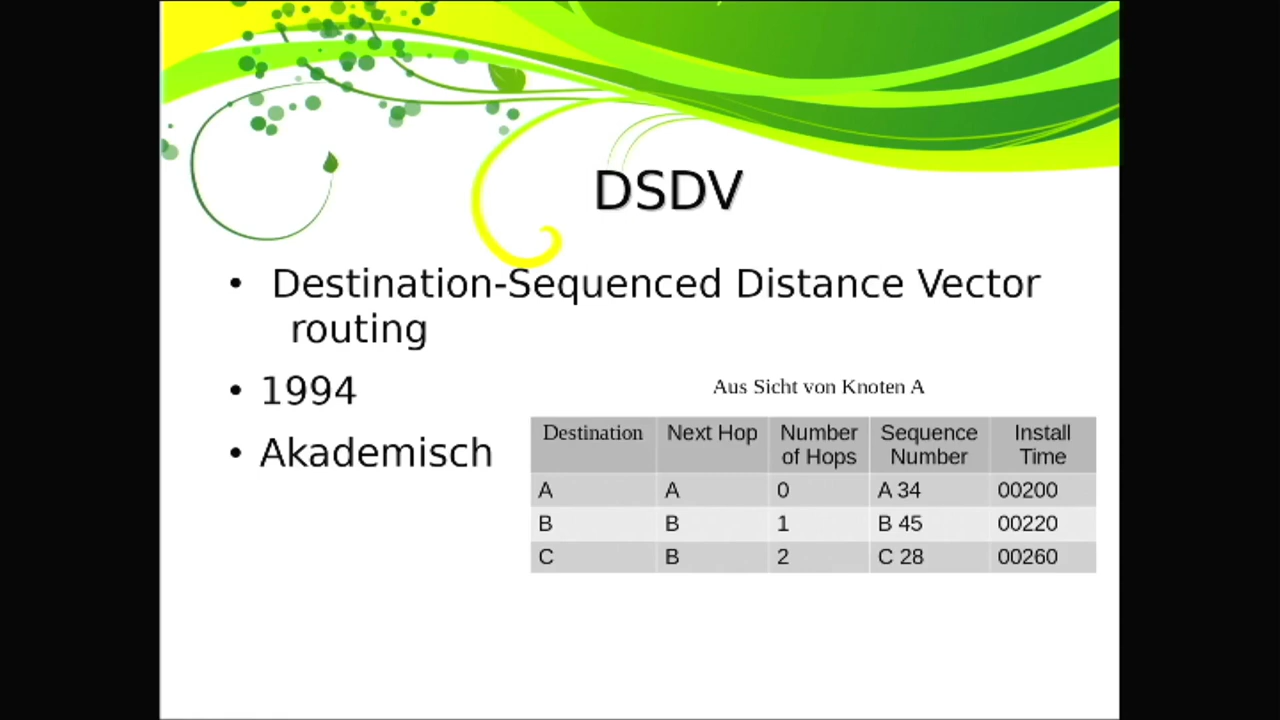 DSDV
• Destination-Sequenced Distance Vector
routing
• 1994
• Akademisch
Aus Sicht von Knoten A
Destination Next Hop Number of Hops Sequence Number Install Time
A A 0 A 34 00200
B B 1 B 45 00220
C B 2 C 28 00260